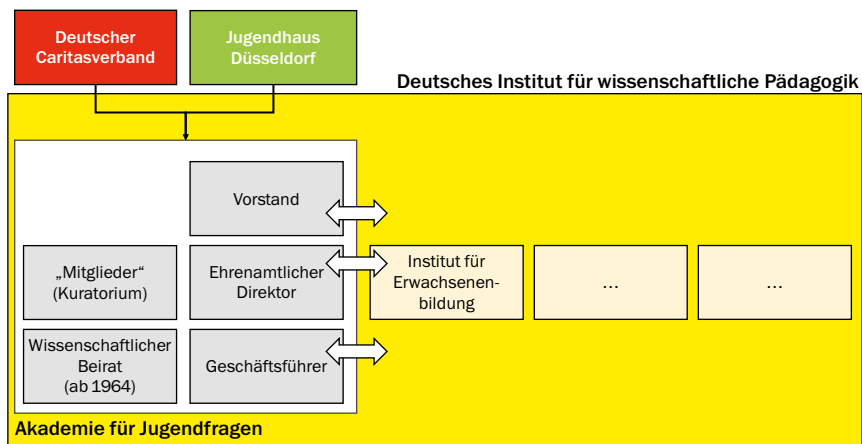 Deutscher
Caritasverband
Jugendhaus
Düsseldorf
Deutsches Institut für wissenschaftliche Pädagogik
Vorstand
„Mitglieder“
(Kuratorium)
Ehrenamtlicher
Direktor
Institut für
Erwachsenen-
bildung
...
...
Wissenschaftlicher
Beirat
(ab 1964)
Geschäftsführer
Akademie für Jugendfragen